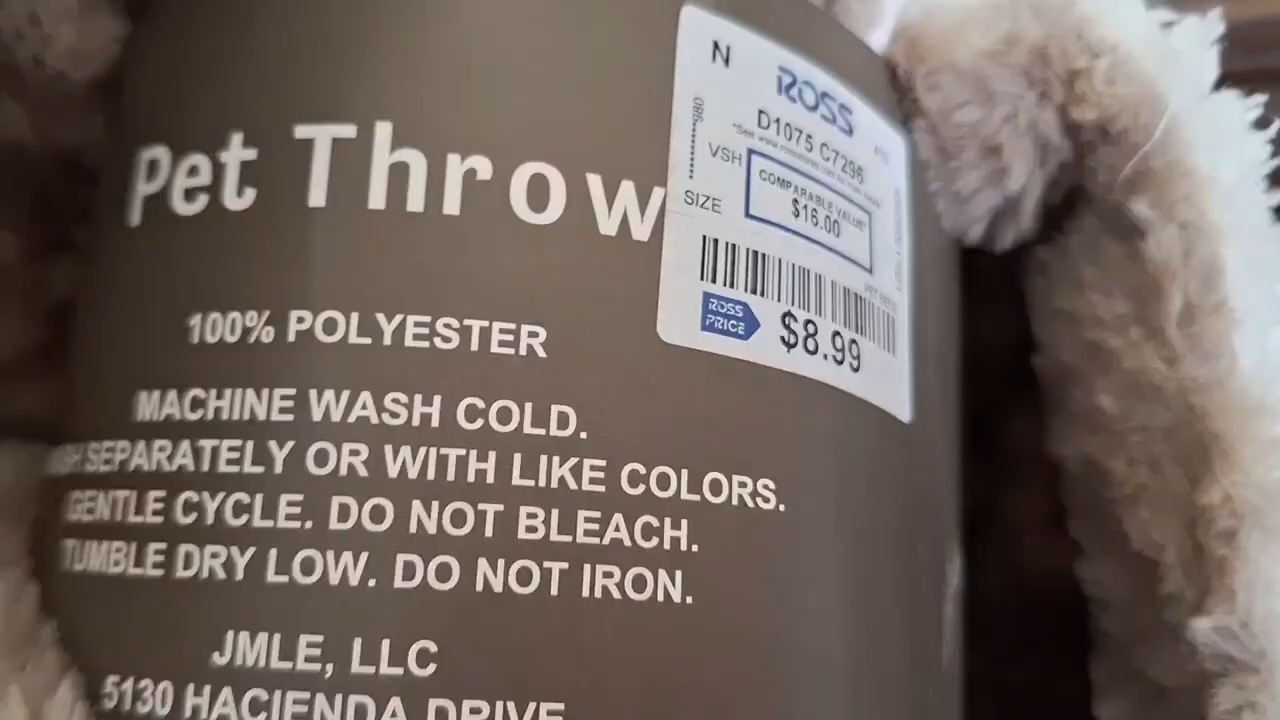 Pet Throw
100% POLYESTER
MACHINE WASH COLD.
SEPARATELY OR WITH LIKE COLORS.
GENTLE CYCLE. DO NOT BLEACH.
TUMBLE DRY LOW. DO NOT IRON.
JMLE, LLC
5130 HACIENDA DRIVE
N
ROSS
D1075 C7296
VSH
COMPARABLE VALUE*
$16.00
SIZE
ROSS
PRICE
$8.99